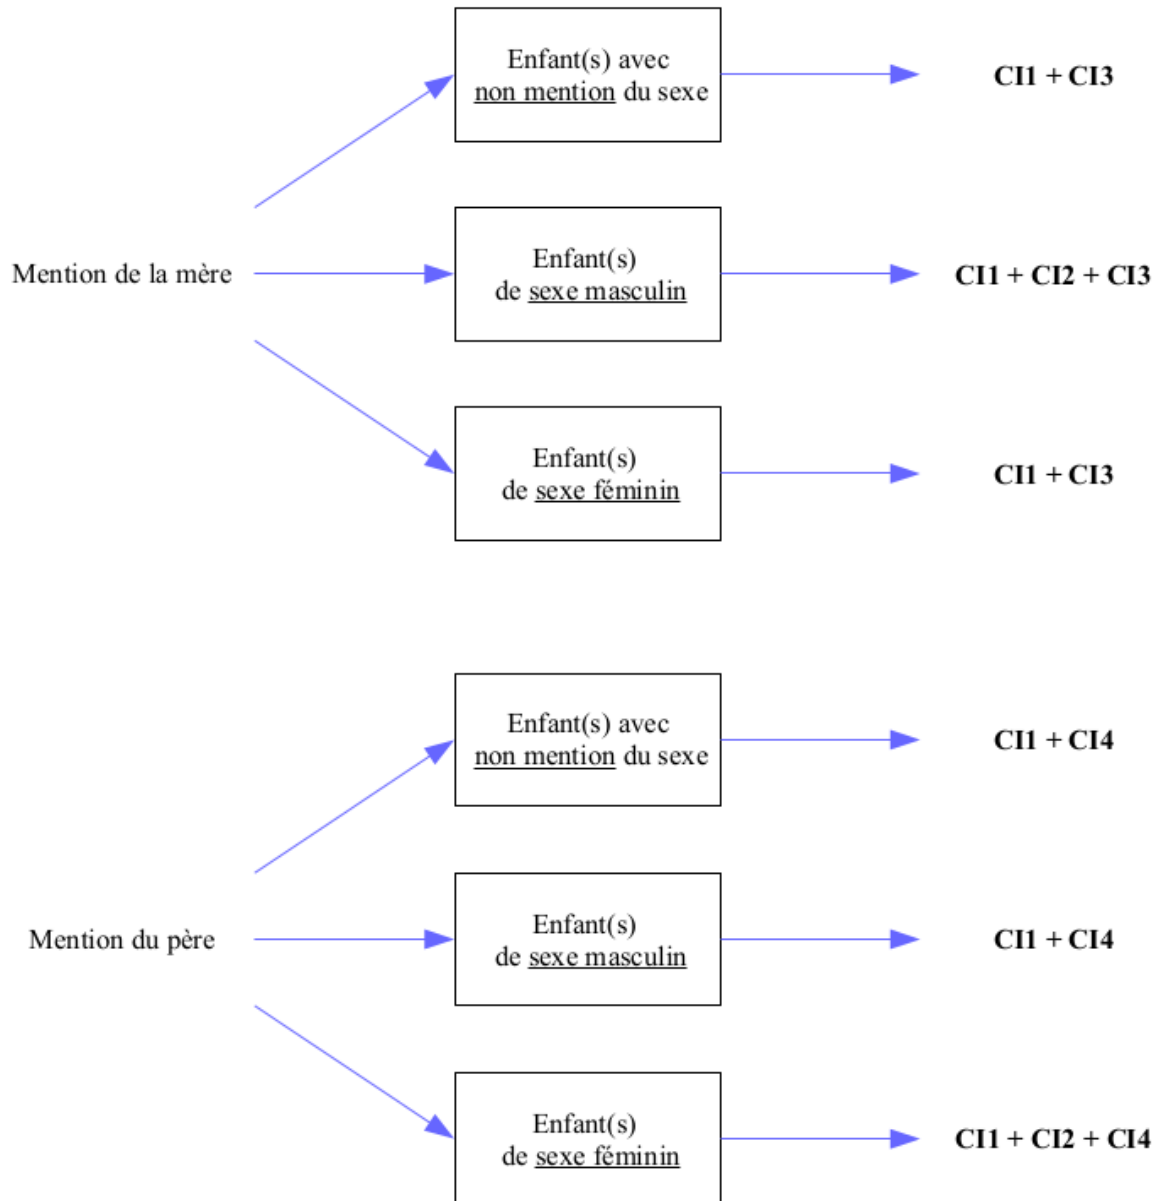 Enfant(s) avec
non mention du sexe
CI1 + CI3
Mention de la mère
Enfant(s)
de sexe masculin
CI1 + CI2 + CI3
Enfant(s)
de sexe féminin
CI1 + CI3
Enfant(s) avec
non mention du sexe
CI1 + CI4
Mention du père
Enfant(s)
de sexe masculin
CI1 + CI4
Enfant(s)
de sexe féminin
CI1 + CI2 + CI4